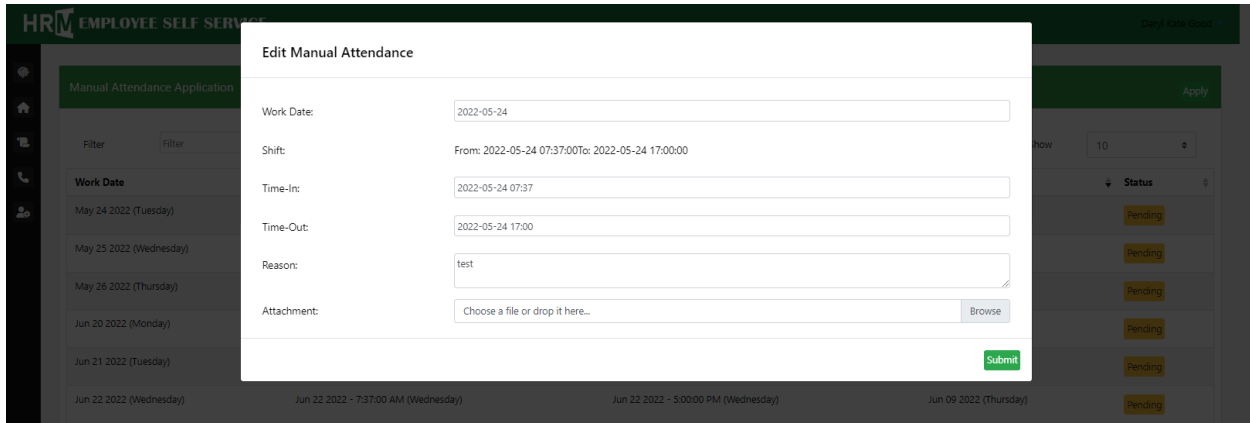 HRM EMPLOYEE SELF SERVICE
Daryl Kate Good
Edit Manual Attendance
Manual Attendance Application
Apply
Work Date:
2022-05-24
Filter
Filter
Shift:
From: 2022-05-24 07:37:00To: 2022-05-24 17:00:00
Show
10
Work Date
Status
Time-In:
2022-05-24 07:37
May 24 2022 (Tuesday)
Pending
Time-Out:
2022-05-24 17:00
May 25 2022 (Wednesday)
Pending
Reason:
test
May 26 2022 (Thursday)
Pending
Attachment:
Choose a file or drop it here...
Browse
Jun 20 2022 (Monday)
Pending
Jun 21 2022 (Tuesday)
Submit
Pending
Jun 22 2022 (Wednesday)
Jun 22 2022 - 7:37:00 AM (Wednesday)
Jun 22 2022 - 5:00:00 PM (Wednesday)
Jun 09 2022 (Thursday)
Pending